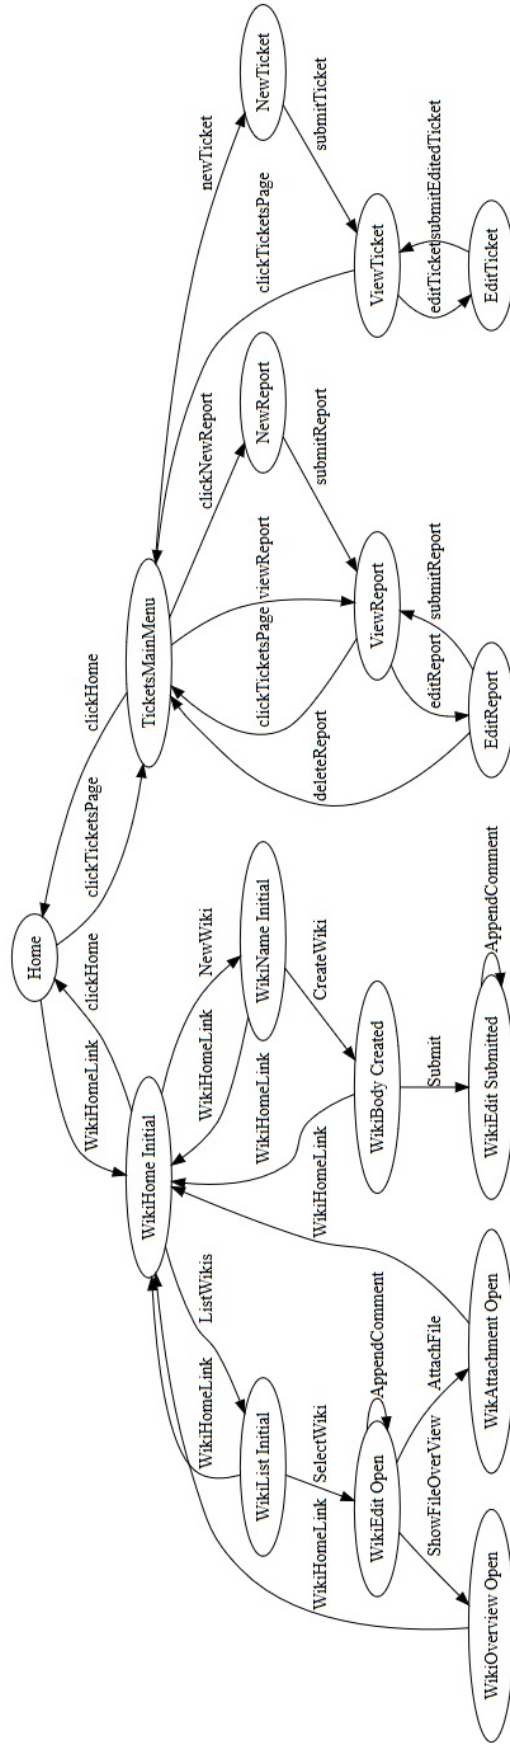 Home
WikiHomeLink
clickHome
clickTicketsPage
clickHome
WikiHome Initial
TicketsMainMenu
WikiHomeLink
ListWikis
WikiHomeLink
NewWiki
clickNewReport
newTicket
WikiList Initial
WikiName Initial
NewReport
NewTicket
WikiHomeLink
SelectWiki
WikiHomeLink
WikiHomeLink
CreateWiki
clickTicketsPage
viewReport
submitReport
clickTicketsPage
submitTicket
WikiEdit Open
AppendComment
WikiBody Created
ViewReport
ViewTicket
ShowFileOverView
AttachFile
Submit
deleteReport
editReport
submitReport
editTicket
submitEditedTicket
WikiOverview Open
WikAttachment Open
WikiEdit Submitted
AppendComment
EditReport
EditTicket